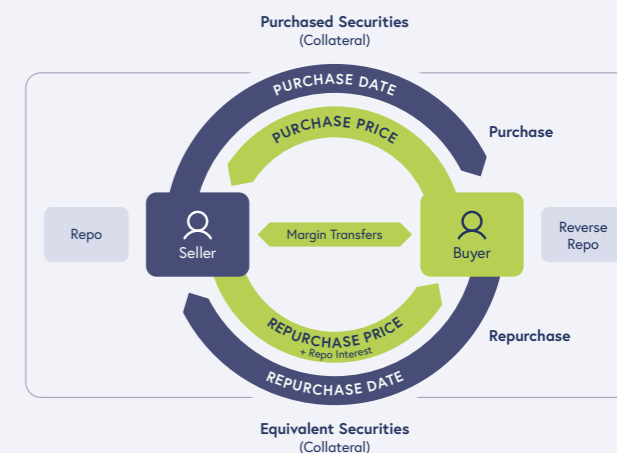 Purchased Securities
(Collateral)
PURCHASE DATE
PURCHASE PRICE
Purchase
Repo
Seller
Margin Transfers
Buyer
Reverse
Repo
REPURCHASE PRICE
+ Repo Interest
Repurchase
REPURCHASE DATE
Equivalent Securities
(Collateral)